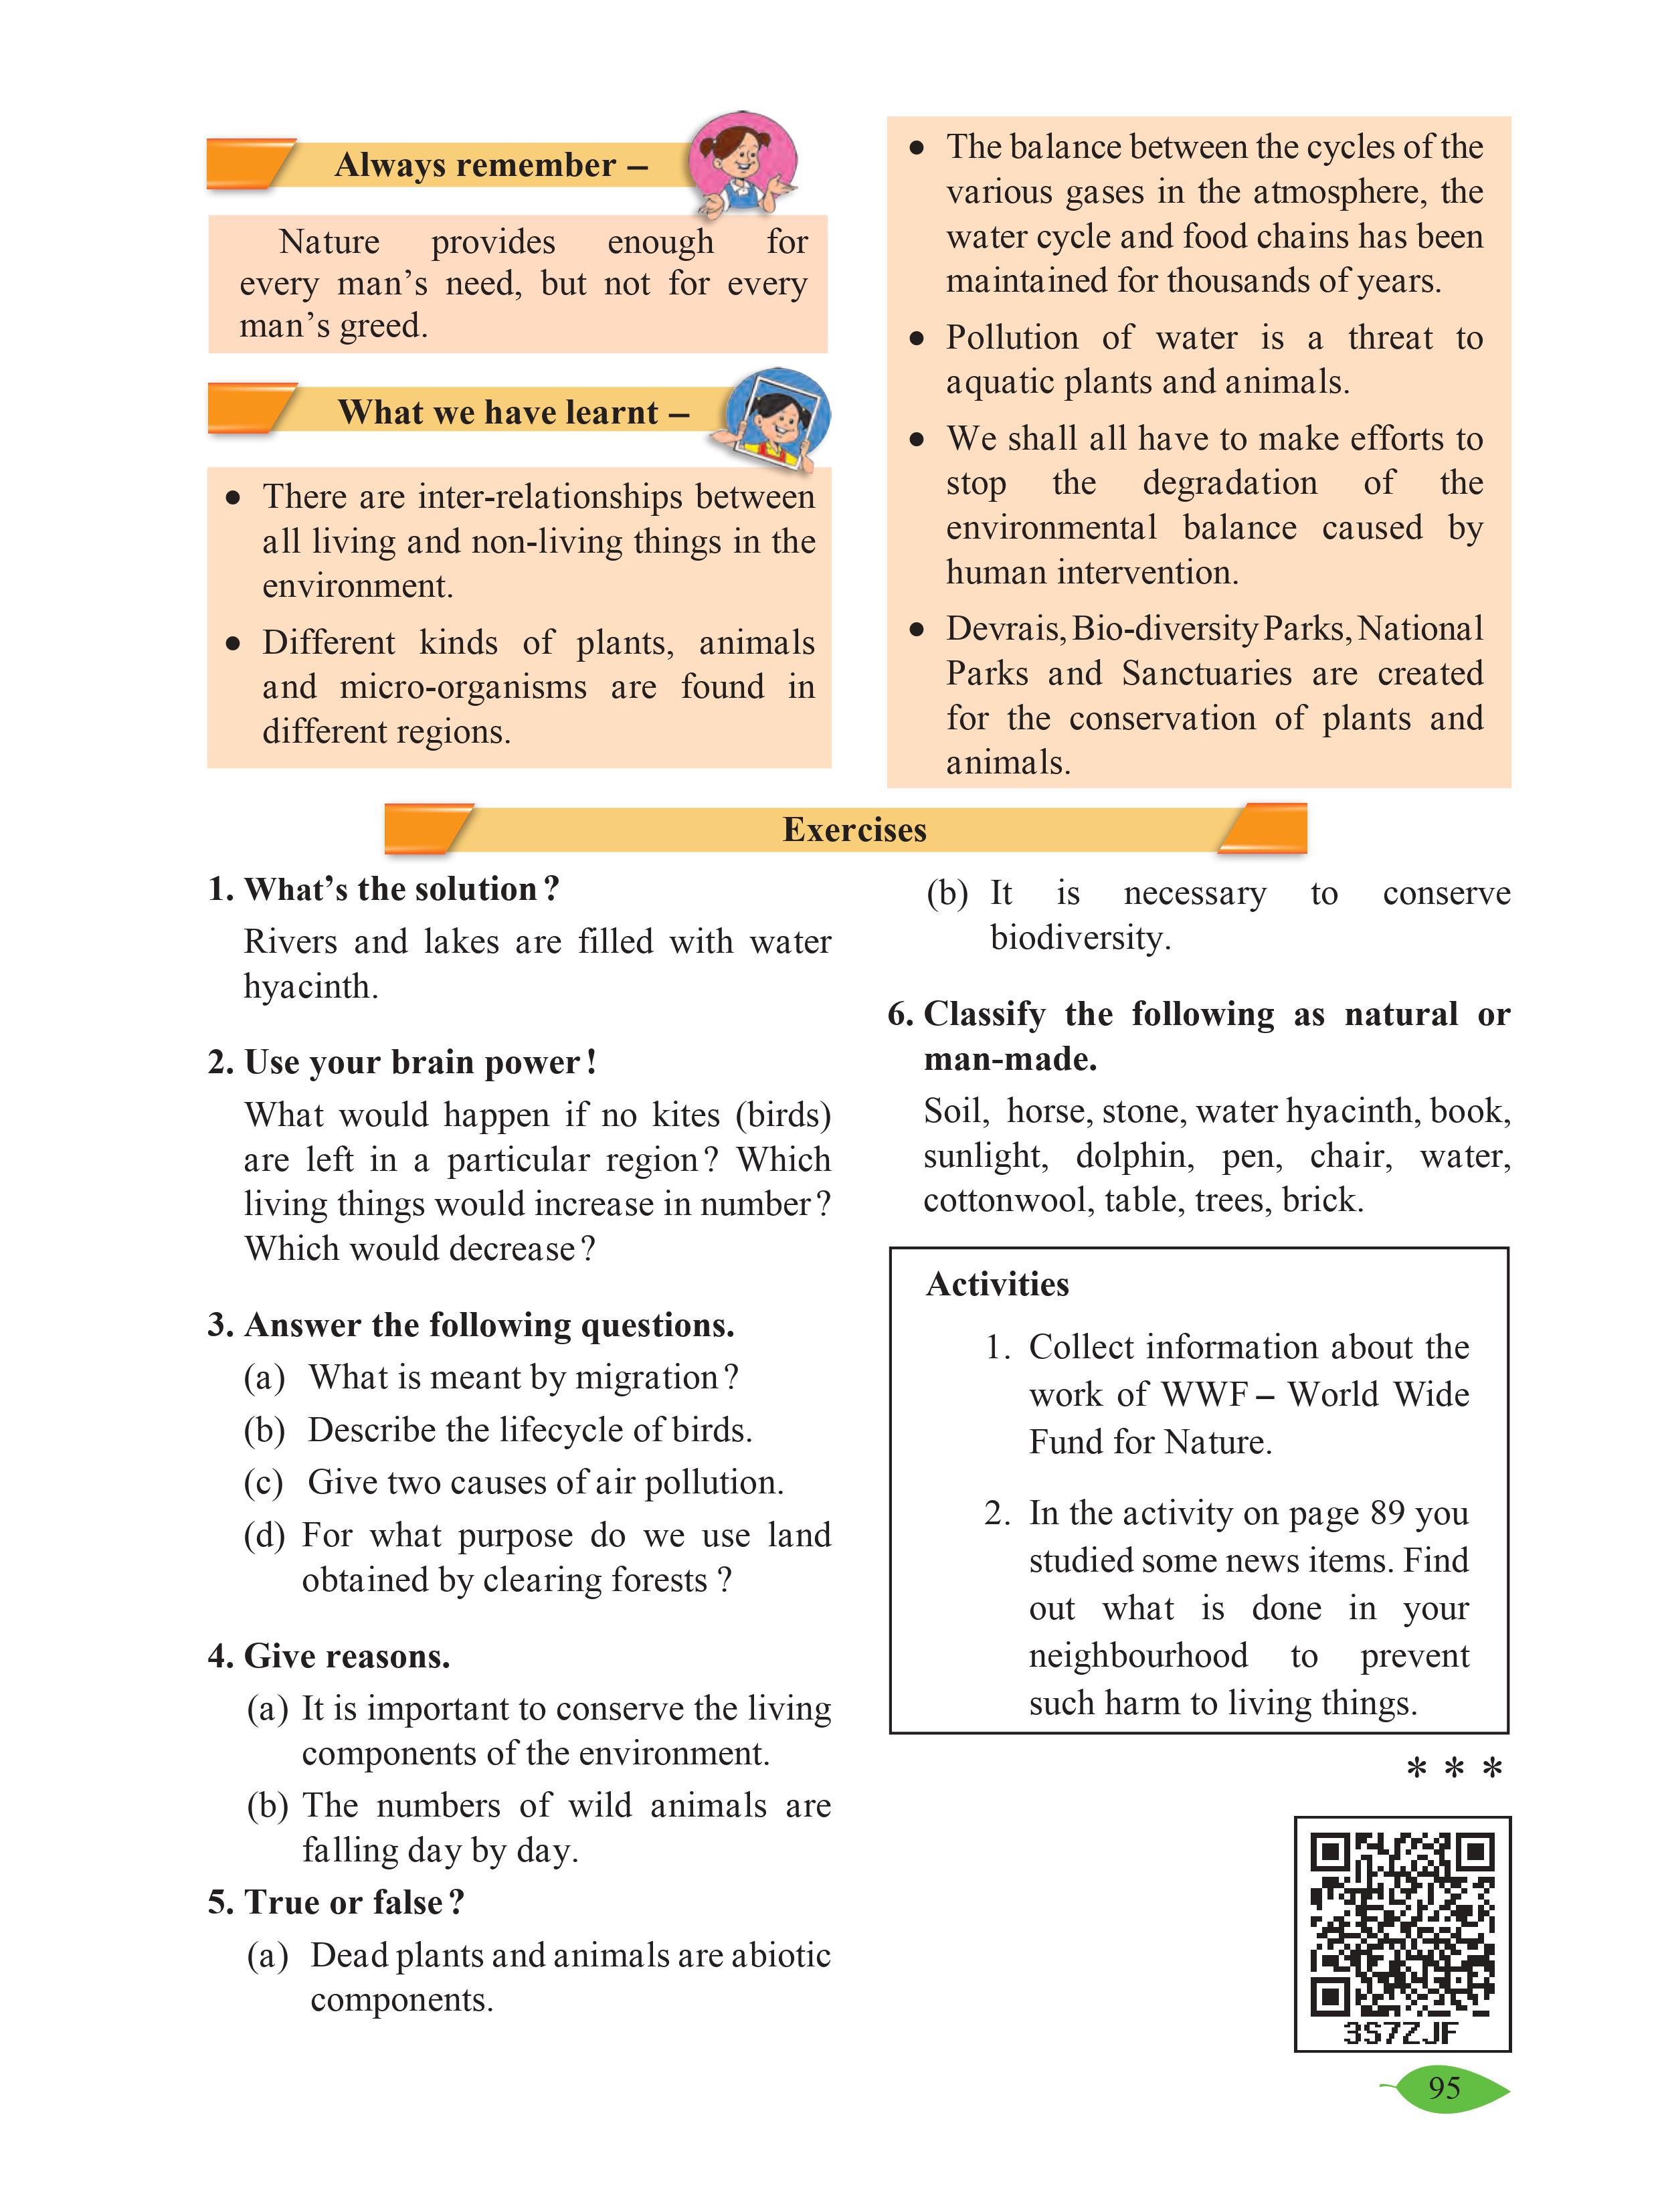 Always remember –
Nature provides enough for
every man's need, but not for every
man's greed.
What we have learnt –
• There are inter-relationships between
all living and non-living things in the
environment.
• Different kinds of plants, animals
and micro-organisms are found in
different regions.
• The balance between the cycles of the
various gases in the atmosphere, the
water cycle and food chains has been
maintained for thousands of years.
• Pollution of water is a threat to
aquatic plants and animals.
• We shall all have to make efforts to
stop the degradation of the
environmental balance caused by
human intervention.
• Devrais, Bio-diversity Parks, National
Parks and Sanctuaries are created
for the conservation of plants and
animals.
Exercises
1. What's the solution?
Rivers and lakes are filled with water
hyacinth.
2. Use your brain power!
What would happen if no kites (birds)
are left in a particular region? Which
living things would increase in number?
Which would decrease?
3. Answer the following questions.
(a) What is meant by migration?
(b) Describe the lifecycle of birds.
(c) Give two causes of air pollution.
(d) For what purpose do we use land
obtained by clearing forests ?
4. Give reasons.
(a) It is important to conserve the living
components of the environment.
(b) The numbers of wild animals are
falling day by day.
5. True or false?
(a) Dead plants and animals are abiotic
components.
(b) It is necessary to conserve
biodiversity.
6. Classify the following as natural or
man-made.
Soil, horse, stone, water hyacinth, book,
sunlight, dolphin, pen, chair, water,
cottonwool, table, trees, brick.
Activities
1. Collect information about the
work of WWF – World Wide
Fund for Nature.
2. In the activity on page 89 you
studied some news items. Find
out what is done in your
neighbourhood to prevent
such harm to living things.
* * *
3S7ZJF
95